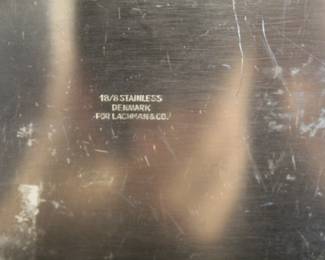 18/8 STAINLESS
DENMARK
FOR LACHMAN & CO.